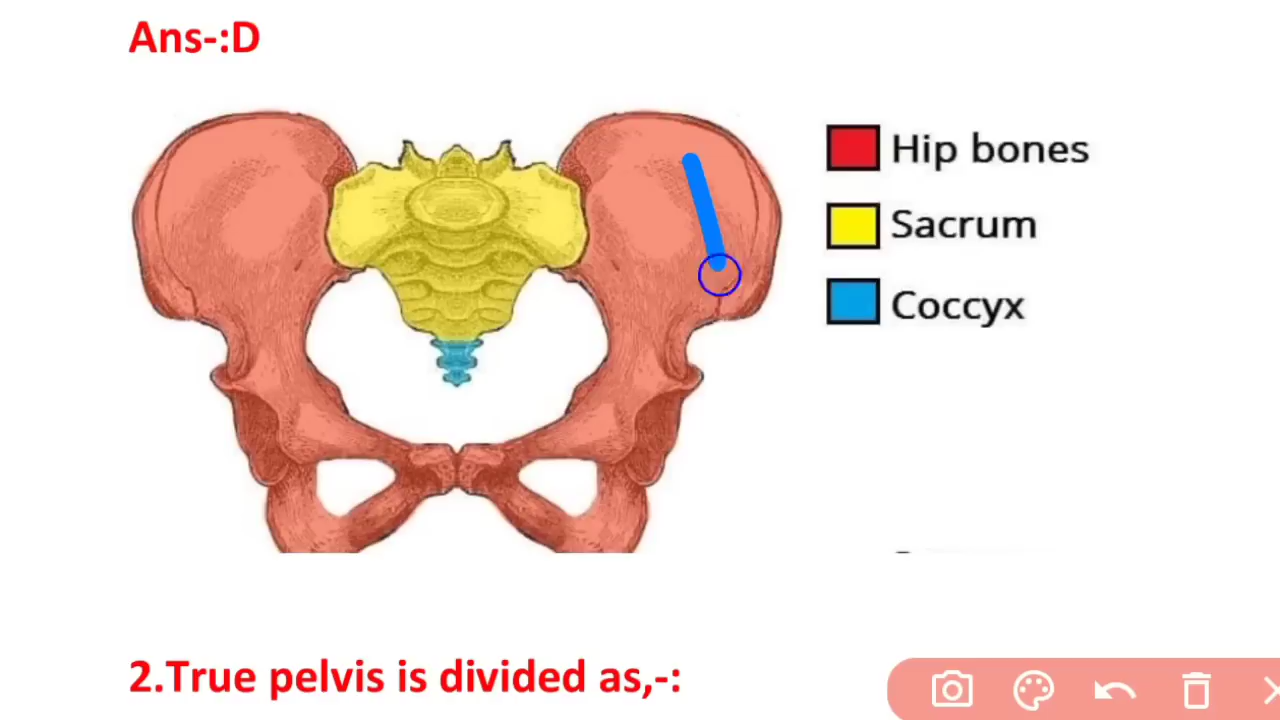 Ans-:D
Hip bones
Sacrum
Coccyx
2.True pelvis is divided as,-: